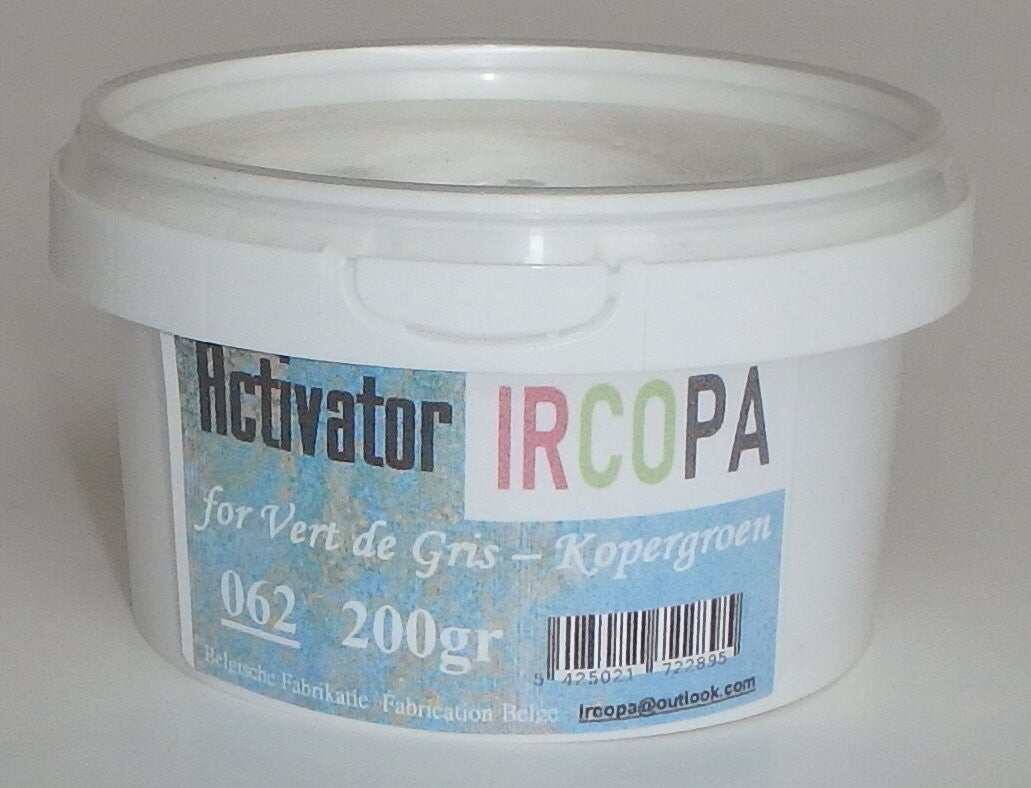 Activator
IRCOPA
for Vert de Gris – Kopergroen
062 200gr
5 425021 722895
Belgische Fabrikatie Fabrication Belge
ircopa@outlook.com